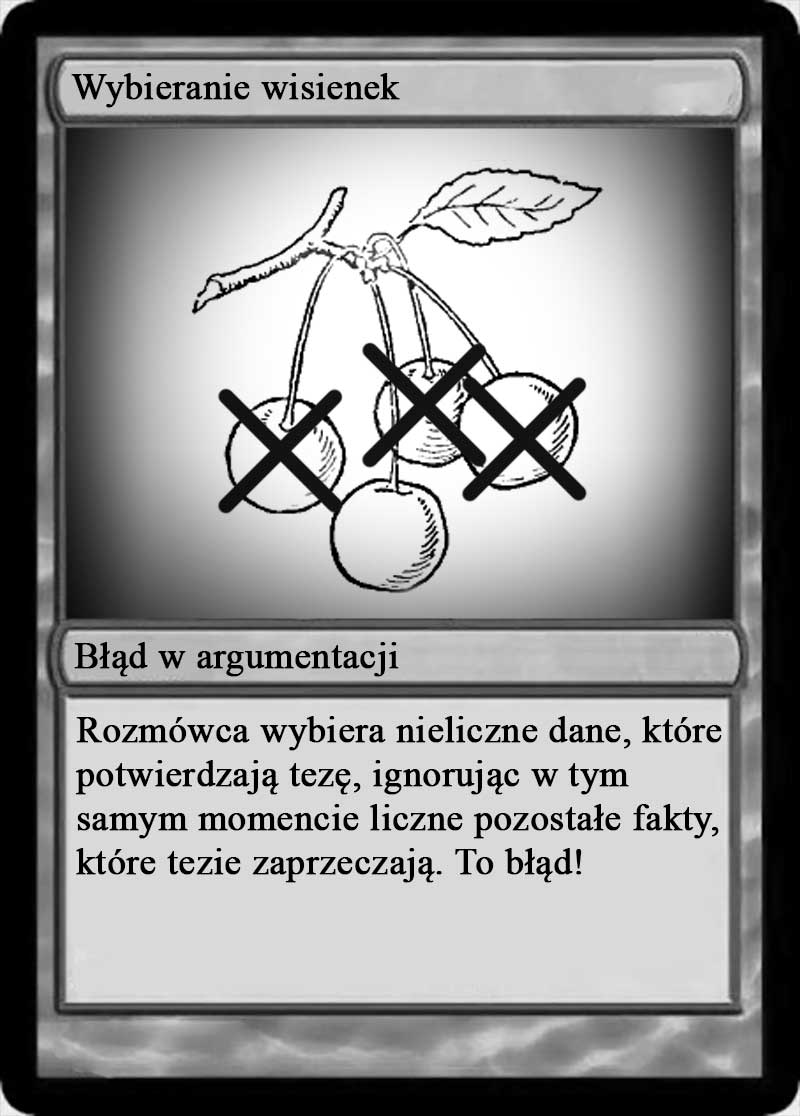 Wybieranie wisienek
Błąd w argumentacji
Rozmówca wybiera nieliczne dane, które
potwierdzają tezę, ignorując w tym
samym momencie liczne pozostałe fakty,
które tezie zaprzeczają. To błąd!